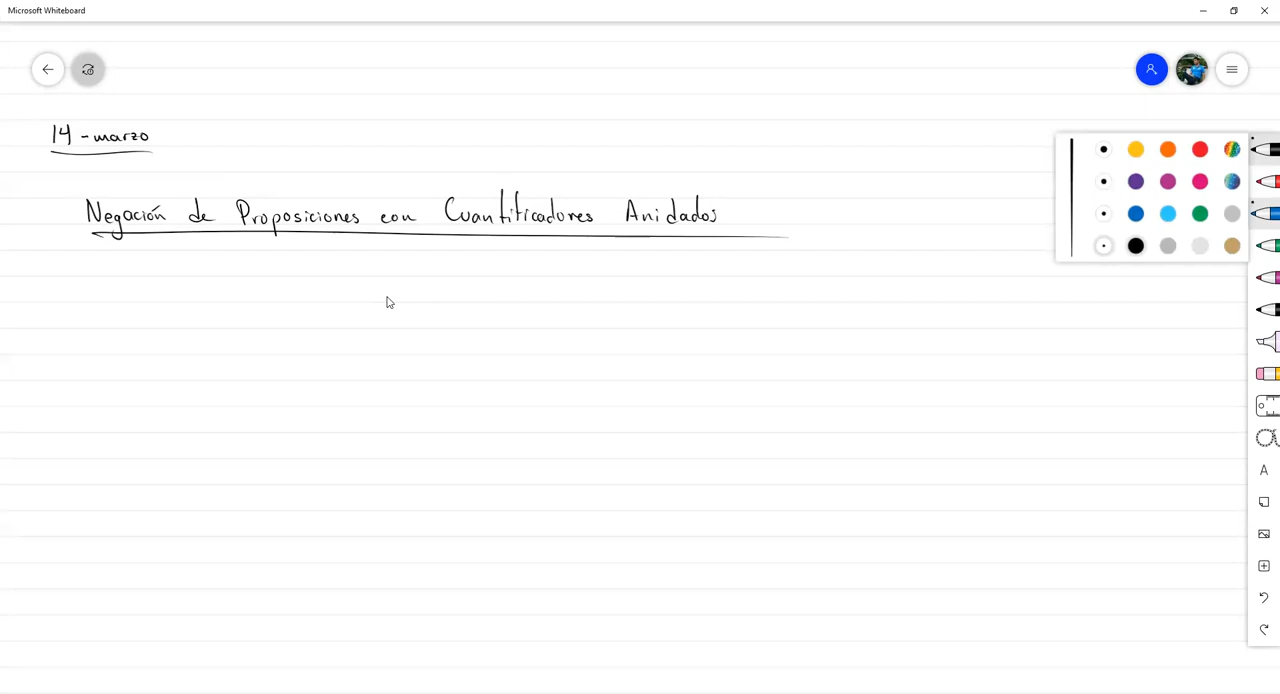 Microsoft Whiteboard
14 - marzo
Negación de Proposiciones con Cuantificadores Anidados
A